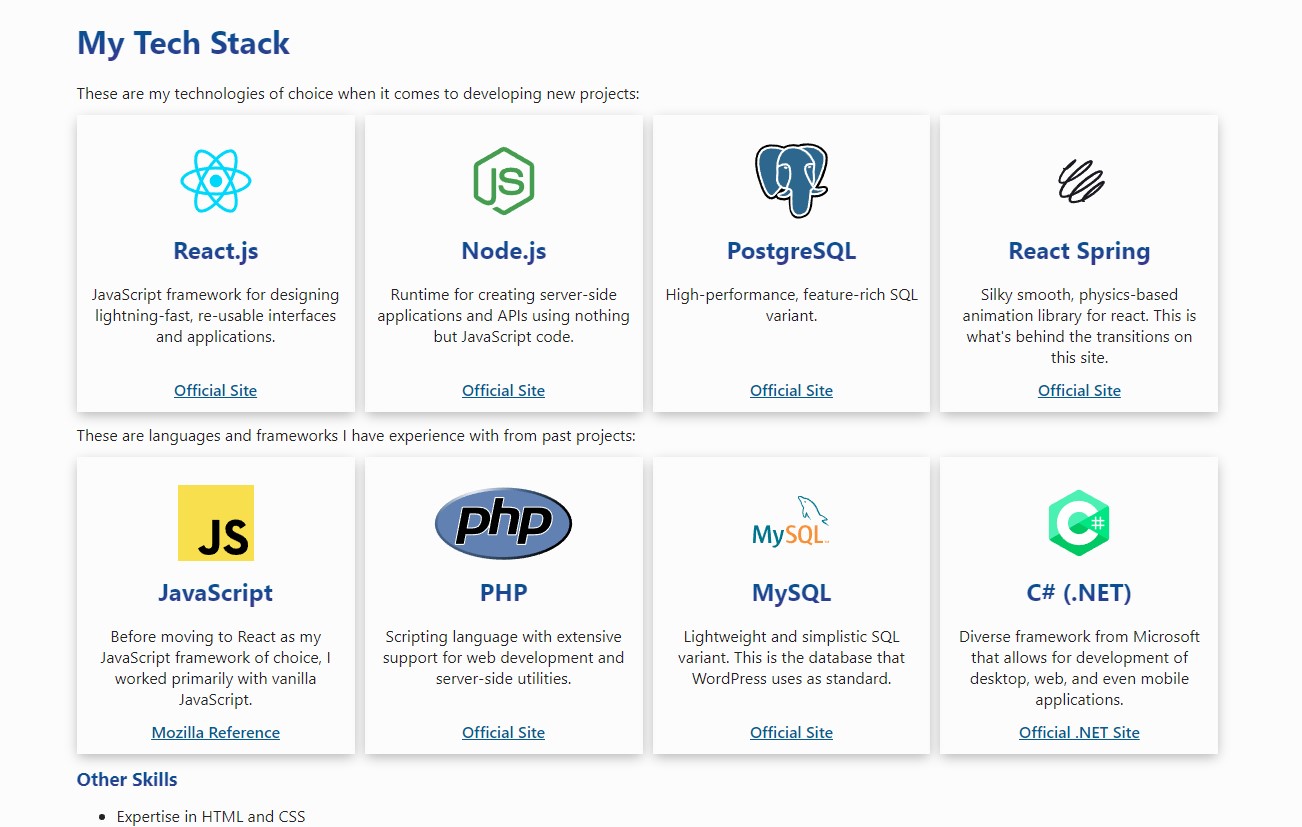 My Tech Stack
These are my technologies of choice when it comes to developing new projects:
JS
React.js
Node.js
PostgreSQL
React Spring
JavaScript framework for designing
lightning-fast, re-usable interfaces
and applications.
Runtime for creating server-side
applications and APIs using nothing
but JavaScript code.
High-performance, feature-rich SQL
variant.
Silky smooth, physics-based
animation library for react. This is
what's behind the transitions on
this site.
Official Site
Official Site
Official Site
Official Site
These are languages and frameworks I have experience with from past projects:
JS
php
MySQL™
C#
JavaScript
PHP
MySQL
C# (.NET)
Before moving to React as my
JavaScript framework of choice, I
worked primarily with vanilla
JavaScript.
Scripting language with extensive
support for web development and
server-side utilities.
Lightweight and simplistic SQL
variant. This is the database that
WordPress uses as standard.
Diverse framework from Microsoft
that allows for development of
desktop, web, and even mobile
applications.
Mozilla Reference
Official Site
Official Site
Official .NET Site
Other Skills
• Expertise in HTML and CSS